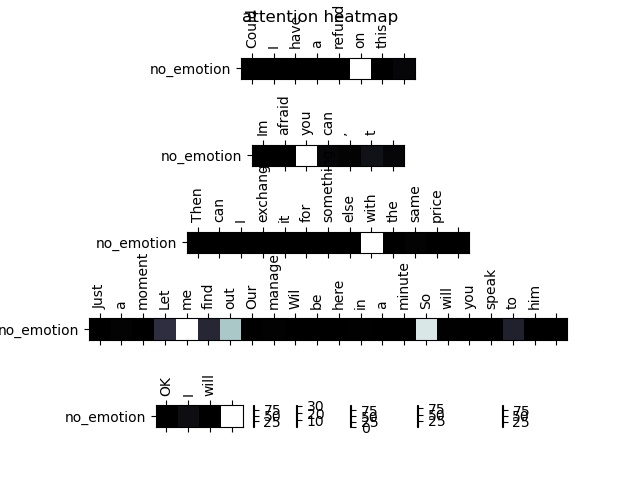 attention heatmap
Could I have a refund on this
no_emotion
Im afraid you can , t
no_emotion
Then can I exchang it for somethi else with the same price
no_emotion
Just a moment Let me find out Our manage Wil be here in a minute So will you speak to him
no_emotion
OK I will
no_emotion
75 30 75 75 75
50 20 50 50 50
25 10 25 25 25
0